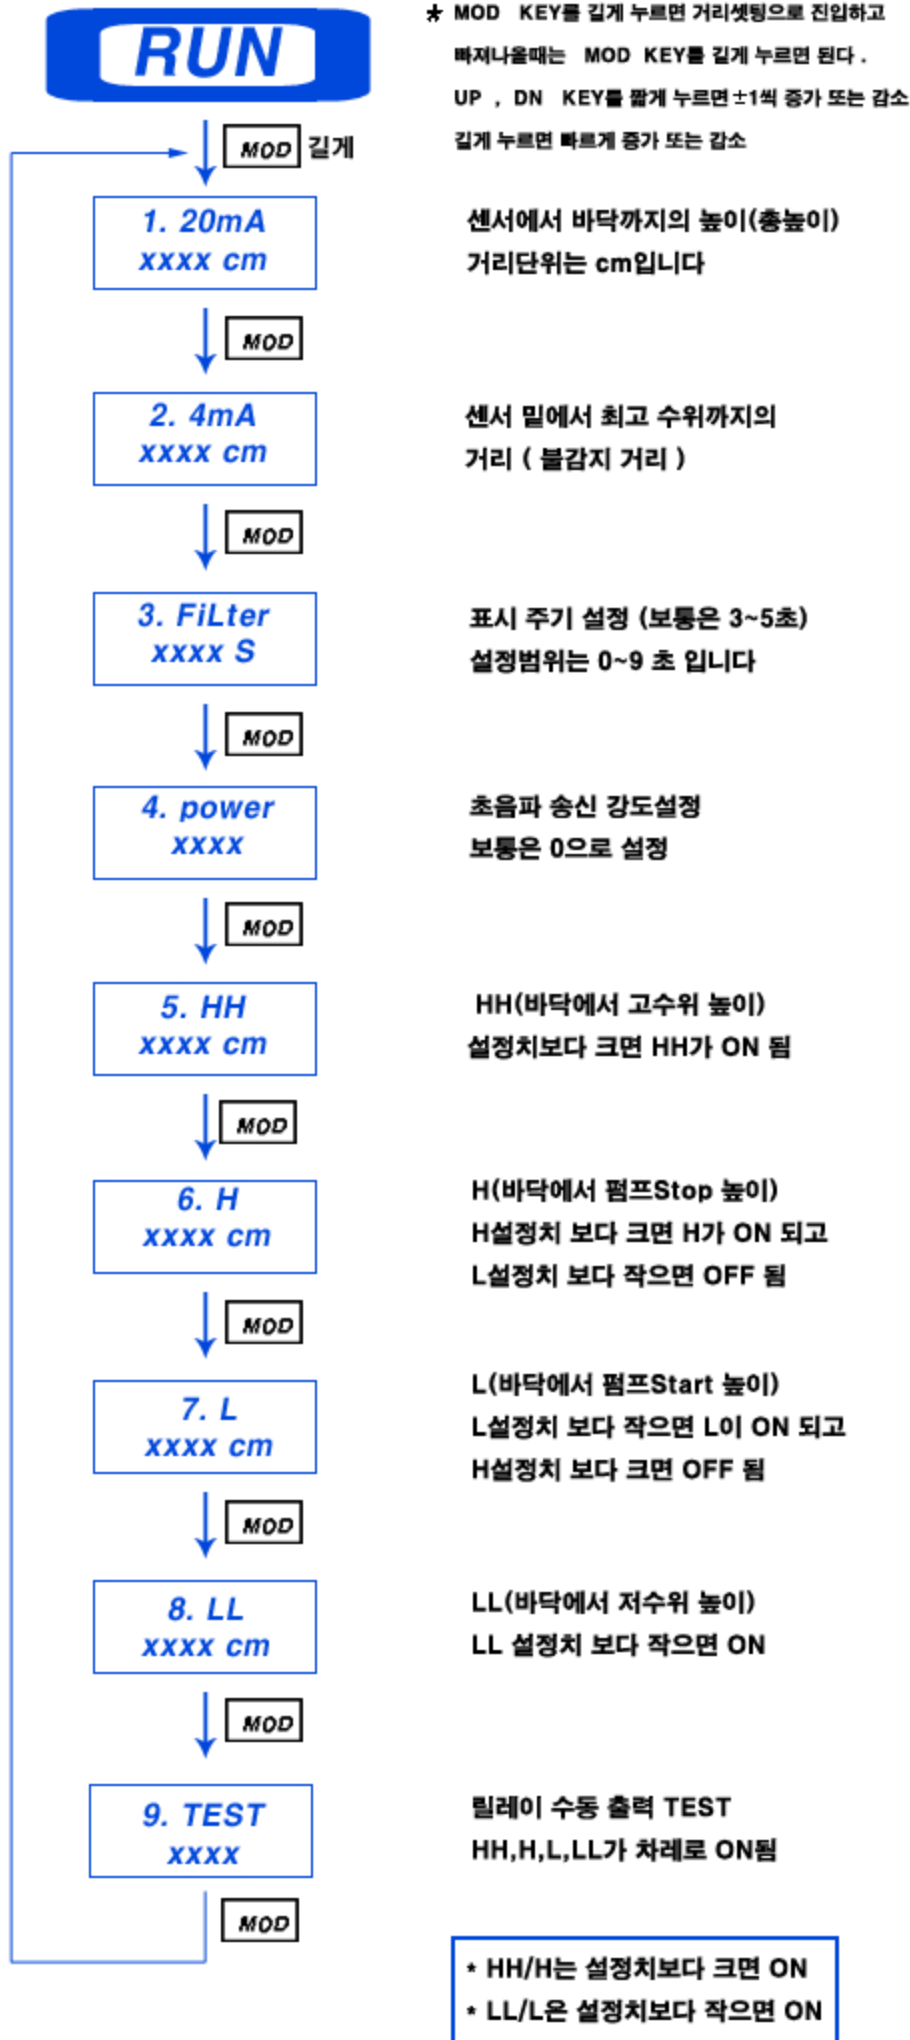 RUN
* MOD KEY를 길게 누르면 거리셋팅으로 진입하고
빠져나올때는 MOD KEY를 길게 누르면 된다 .
UP , DN KEY를 짧게 누르면 ±1씩 증가 또는 감소
길게 누르면 빠르게 증가 또는 감소
MOD 길게
1. 20mA
xxxx cm
센서에서 바닥까지의 높이(총높이)
거리단위는 cm입니다
MOD
2. 4mA
xxxx cm
센서 밑에서 최고 수위까지의
거리 ( 불감지 거리 )
MOD
3. FiLter
xxxx S
표시 주기 설정 (보통은 3~5초)
설정범위는 0~9 초 입니다
MOD
4. power
xxxx
초음파 송신 강도설정
보통은 0으로 설정
MOD
5. HH
xxxx cm
HH(바닥에서 고수위 높이)
설정치보다 크면 HH가 ON 됨
MOD
6. H
xxxx cm
H(바닥에서 펌프Stop 높이)
H설정치 보다 크면 H가 ON 되고
L설정치 보다 작으면 OFF 됨
MOD
7. L
xxxx cm
L(바닥에서 펌프Start 높이)
L설정치 보다 작으면 L이 ON 되고
H설정치 보다 크면 OFF 됨
MOD
8. LL
xxxx cm
LL(바닥에서 저수위 높이)
LL 설정치 보다 작으면 ON
MOD
9. TEST
xxxx
릴레이 수동 출력 TEST
HH,H,L,LL가 차례로 ON됨
MOD
* HH/H는 설정치보다 크면 ON
* LL/L은 설정치보다 작으면 ON